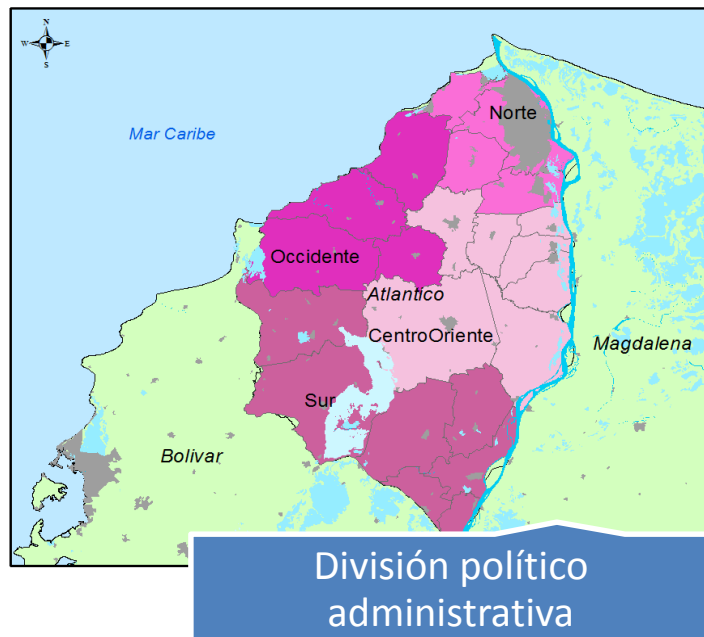 N
W E
S
Mar Caribe
Norte
Occidente
Atlantico
CentroOriente
Magdalena
Sur
Bolivar
División político
administrativa